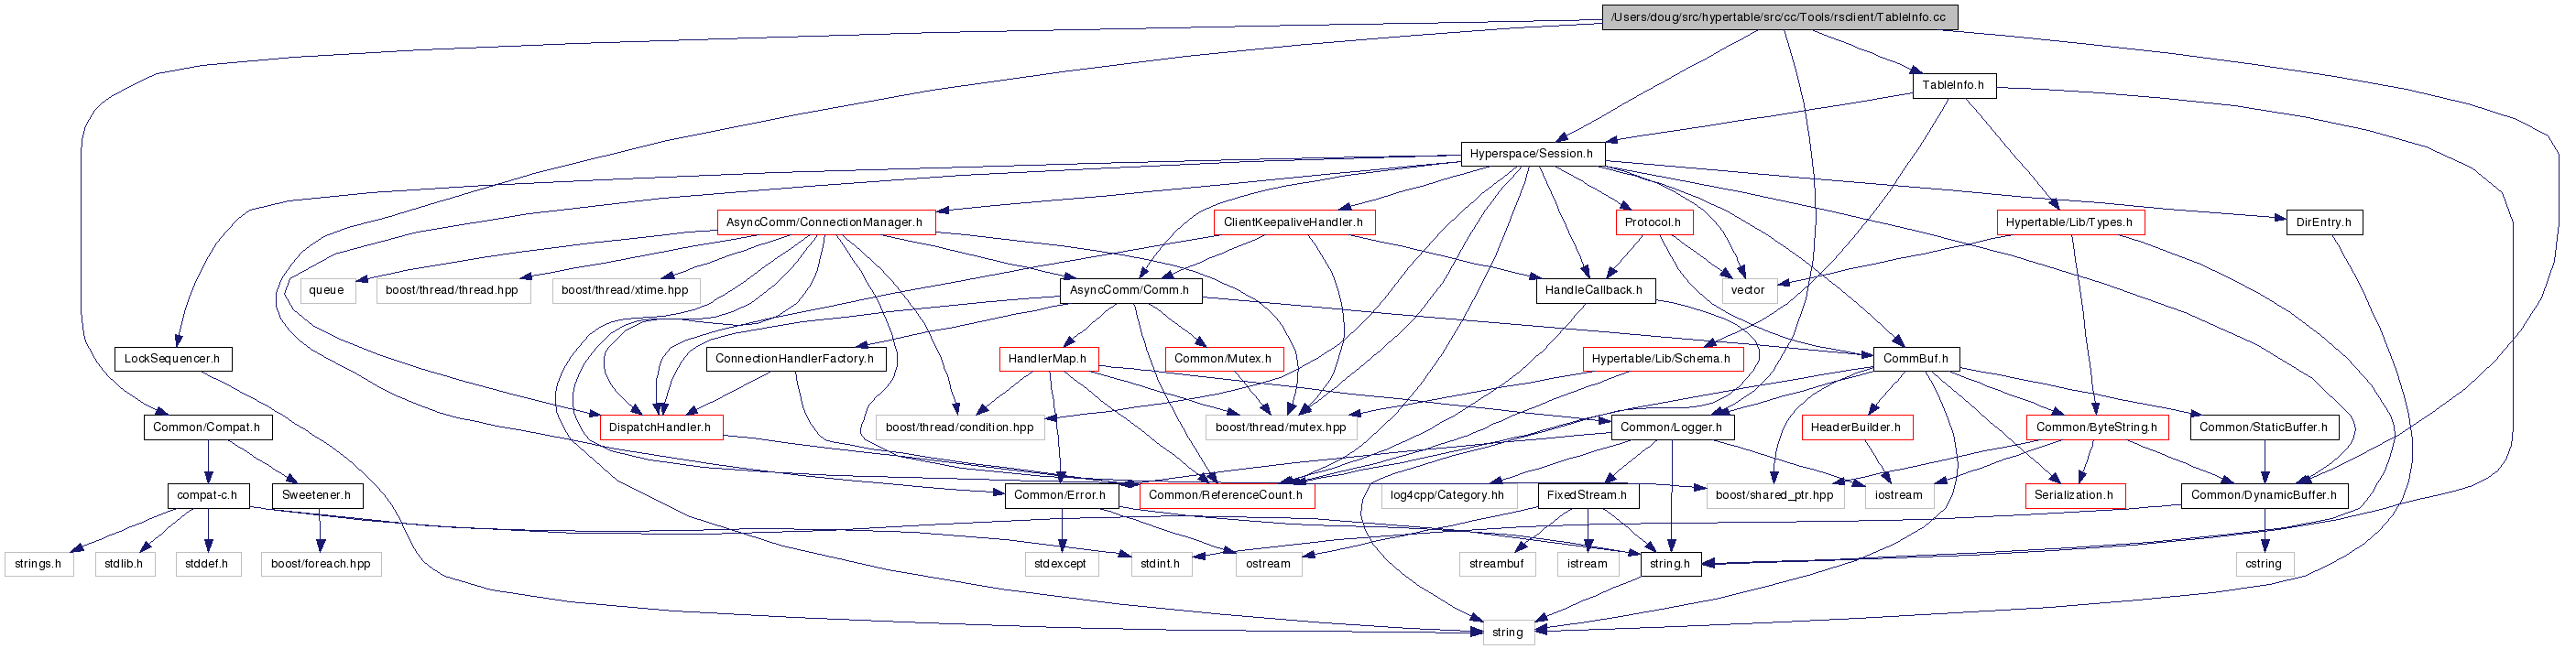 /Users/doug/src/hypertable/src/cc/Tools/rsclient/TableInfo.cc
TableInfo.h
Hyperspace/Session.h
AsyncComm/ConnectionManager.h
ClientKeepaliveHandler.h
Protocol.h
Hypertable/Lib/Types.h
DirEntry.h
queue
boost/thread/thread.hpp
boost/thread/xtime.hpp
AsyncComm/Comm.h
HandleCallback.h
vector
LockSequencer.h
ConnectionHandlerFactory.h
HandlerMap.h
Common/Mutex.h
Hypertable/Lib/Schema.h
CommBuf.h
Common/Compat.h
DispatchHandler.h
boost/thread/condition.hpp
boost/thread/mutex.hpp
Common/Logger.h
HeaderBuilder.h
Common/ByteString.h
Common/StaticBuffer.h
compat-c.h
Sweetener.h
Common/Error.h
Common/ReferenceCount.h
log4cpp/Category.hh
FixedStream.h
boost/shared_ptr.hpp
iostream
Serialization.h
Common/DynamicBuffer.h
strings.h
stdlib.h
stddef.h
boost/foreach.hpp
stdexcept
stdint.h
ostream
streambuf
istream
string.h
cstring
string